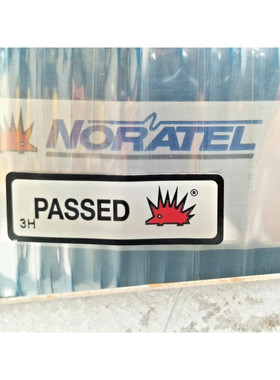 NORATEL
PASSED
®
3H